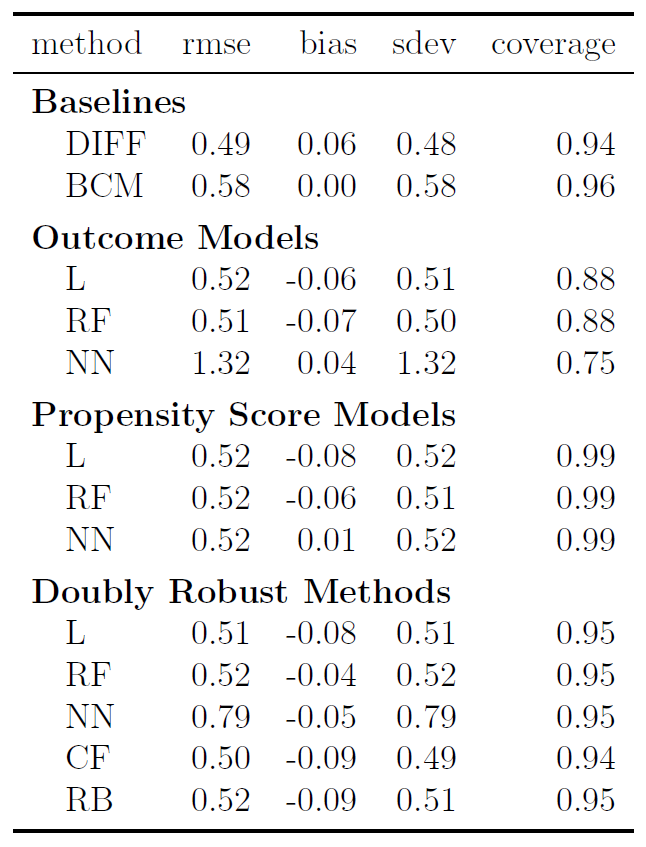 method rmse bias sdev coverage
Baselines
DIFF 0.49 0.06 0.48 0.94
BCM 0.58 0.00 0.58 0.96
Outcome Models
L 0.52 -0.06 0.51 0.88
RF 0.51 -0.07 0.50 0.88
NN 1.32 0.04 1.32 0.75
Propensity Score Models
L 0.52 -0.08 0.52 0.99
RF 0.52 -0.06 0.51 0.99
NN 0.52 0.01 0.52 0.99
Doubly Robust Methods
L 0.51 -0.08 0.51 0.95
RF 0.52 -0.04 0.52 0.95
NN 0.79 -0.05 0.79 0.95
CF 0.50 -0.09 0.49 0.94
RB 0.52 -0.09 0.51 0.95